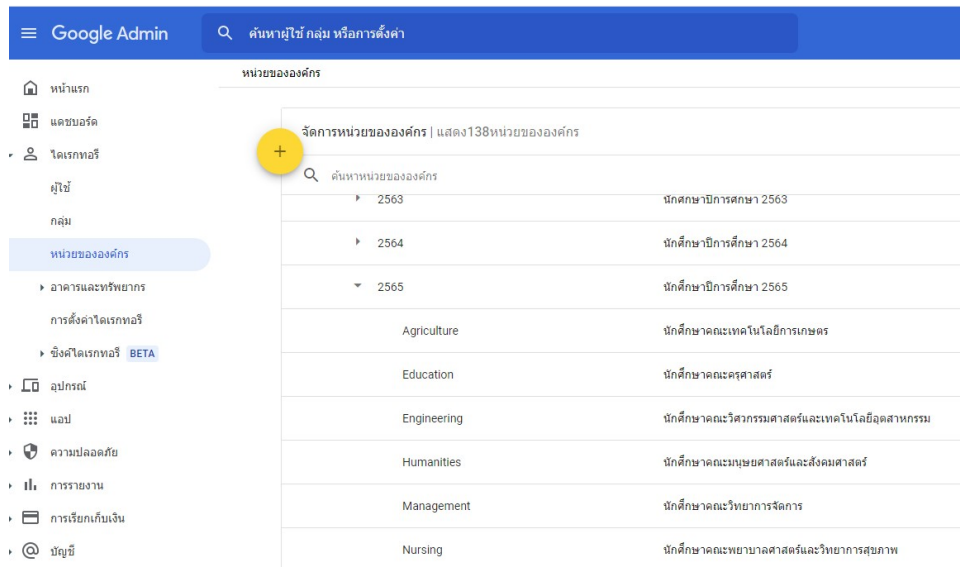 Google Admin
ค้นหาผู้ใช้ กลุ่ม หรือการตั้งค่า
หน่วยขององค์กร
หน้าแรก
แดชบอร์ด
ไดเรกทอรี
ผู้ใช้
กลุ่ม
หน่วยขององค์กร
อาคารและทรัพยากร
การตั้งค่าไดเรกทอรี
ซิงค์ไดเรกทอรี BETA
อุปกรณ์
แอป
ความปลอดภัย
การรายงาน
การเรียกเก็บเงิน
บัญชี
จัดการหน่วยขององค์กร | แสดง138หน่วยขององค์กร
ค้นหาหน่วยขององค์กร
2563 นักศึกษาปีการศึกษา 2563
2564 นักศึกษาปีการศึกษา 2564
2565 นักศึกษาปีการศึกษา 2565
Agriculture นักศึกษาคณะเทคโนโลยีการเกษตร
Education นักศึกษาคณะครุศาสตร์
Engineering นักศึกษาคณะวิศวกรรมศาสตร์และเทคโนโลยีอุตสาหกรรม
Humanities นักศึกษาคณะมนุษยศาสตร์และสังคมศาสตร์
Management นักศึกษาคณะวิทยาการจัดการ
Nursing นักศึกษาคณะพยาบาลศาสตร์และวิทยาการสุขภาพ